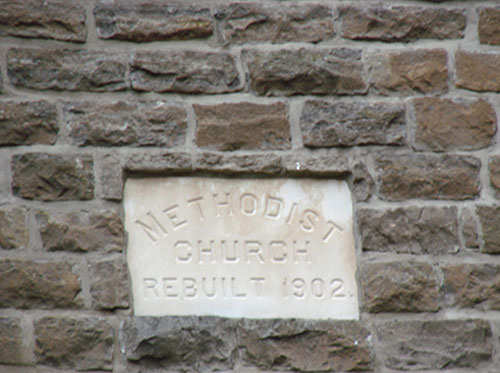 METHODIST
CHURCH
REBUILT 1902.